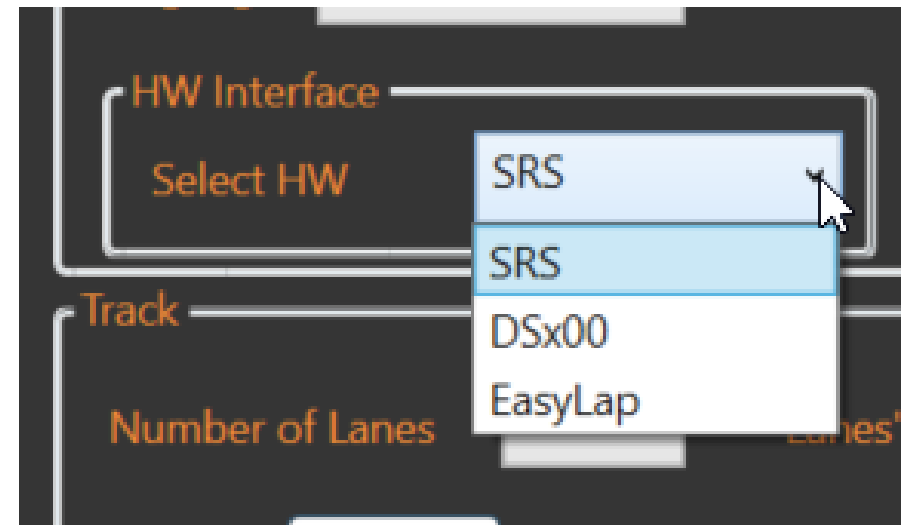 HW Interface
Select HW
SRS
SRS
DSx00
EasyLap
Track
Number of Lanes